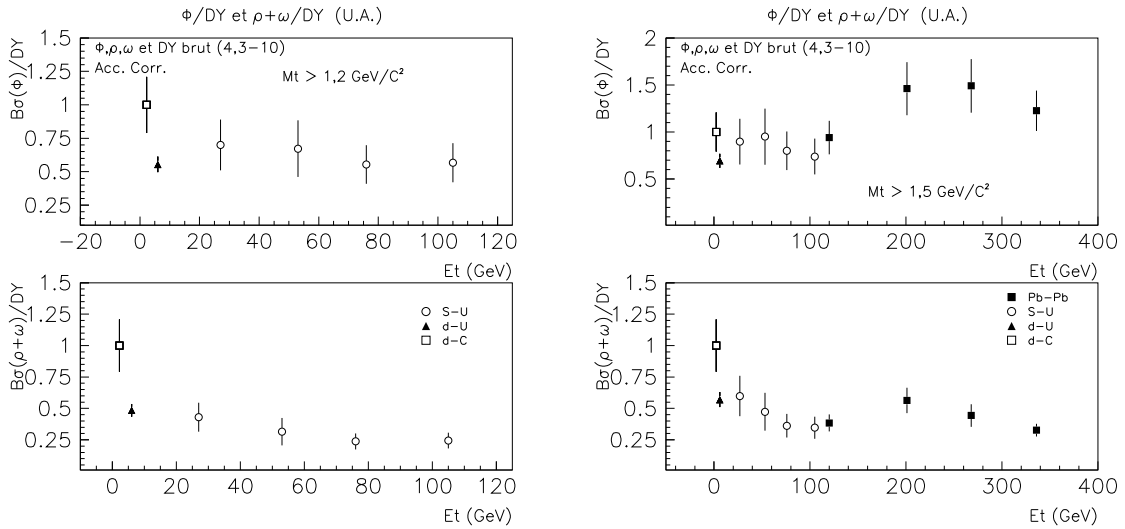 Φ/DY et ρ+ω/DY (U.A.)
Bσ(Φ)/DY
1.5
1.25
1
0.75
0.5
0.25
Φ,ρ,ω et DY brut (4,3−10)
Acc. Corr.
Mt > 1,2 GeV/C²
−20 0 20 40 60 80 100 120
Et (GeV)
Bσ(ρ+ω)/DY
1.5
1.25
1
0.75
0.5
0.25
S−U
d−U
d−C
0 20 40 60 80 100 120
Et (GeV)
Φ/DY et ρ+ω/DY (U.A.)
Bσ(Φ)/DY
2
1.5
1
0.5
Φ,ρ,ω et DY brut (4,3−10)
Acc. Corr.
Mt > 1,5 GeV/C²
0 100 200 300 400
Et (GeV)
Bσ(ρ+ω)/DY
1.5
1.25
1
0.75
0.5
0.25
Pb−Pb
S−U
d−U
d−C
0 100 200 300 400
Et (GeV)